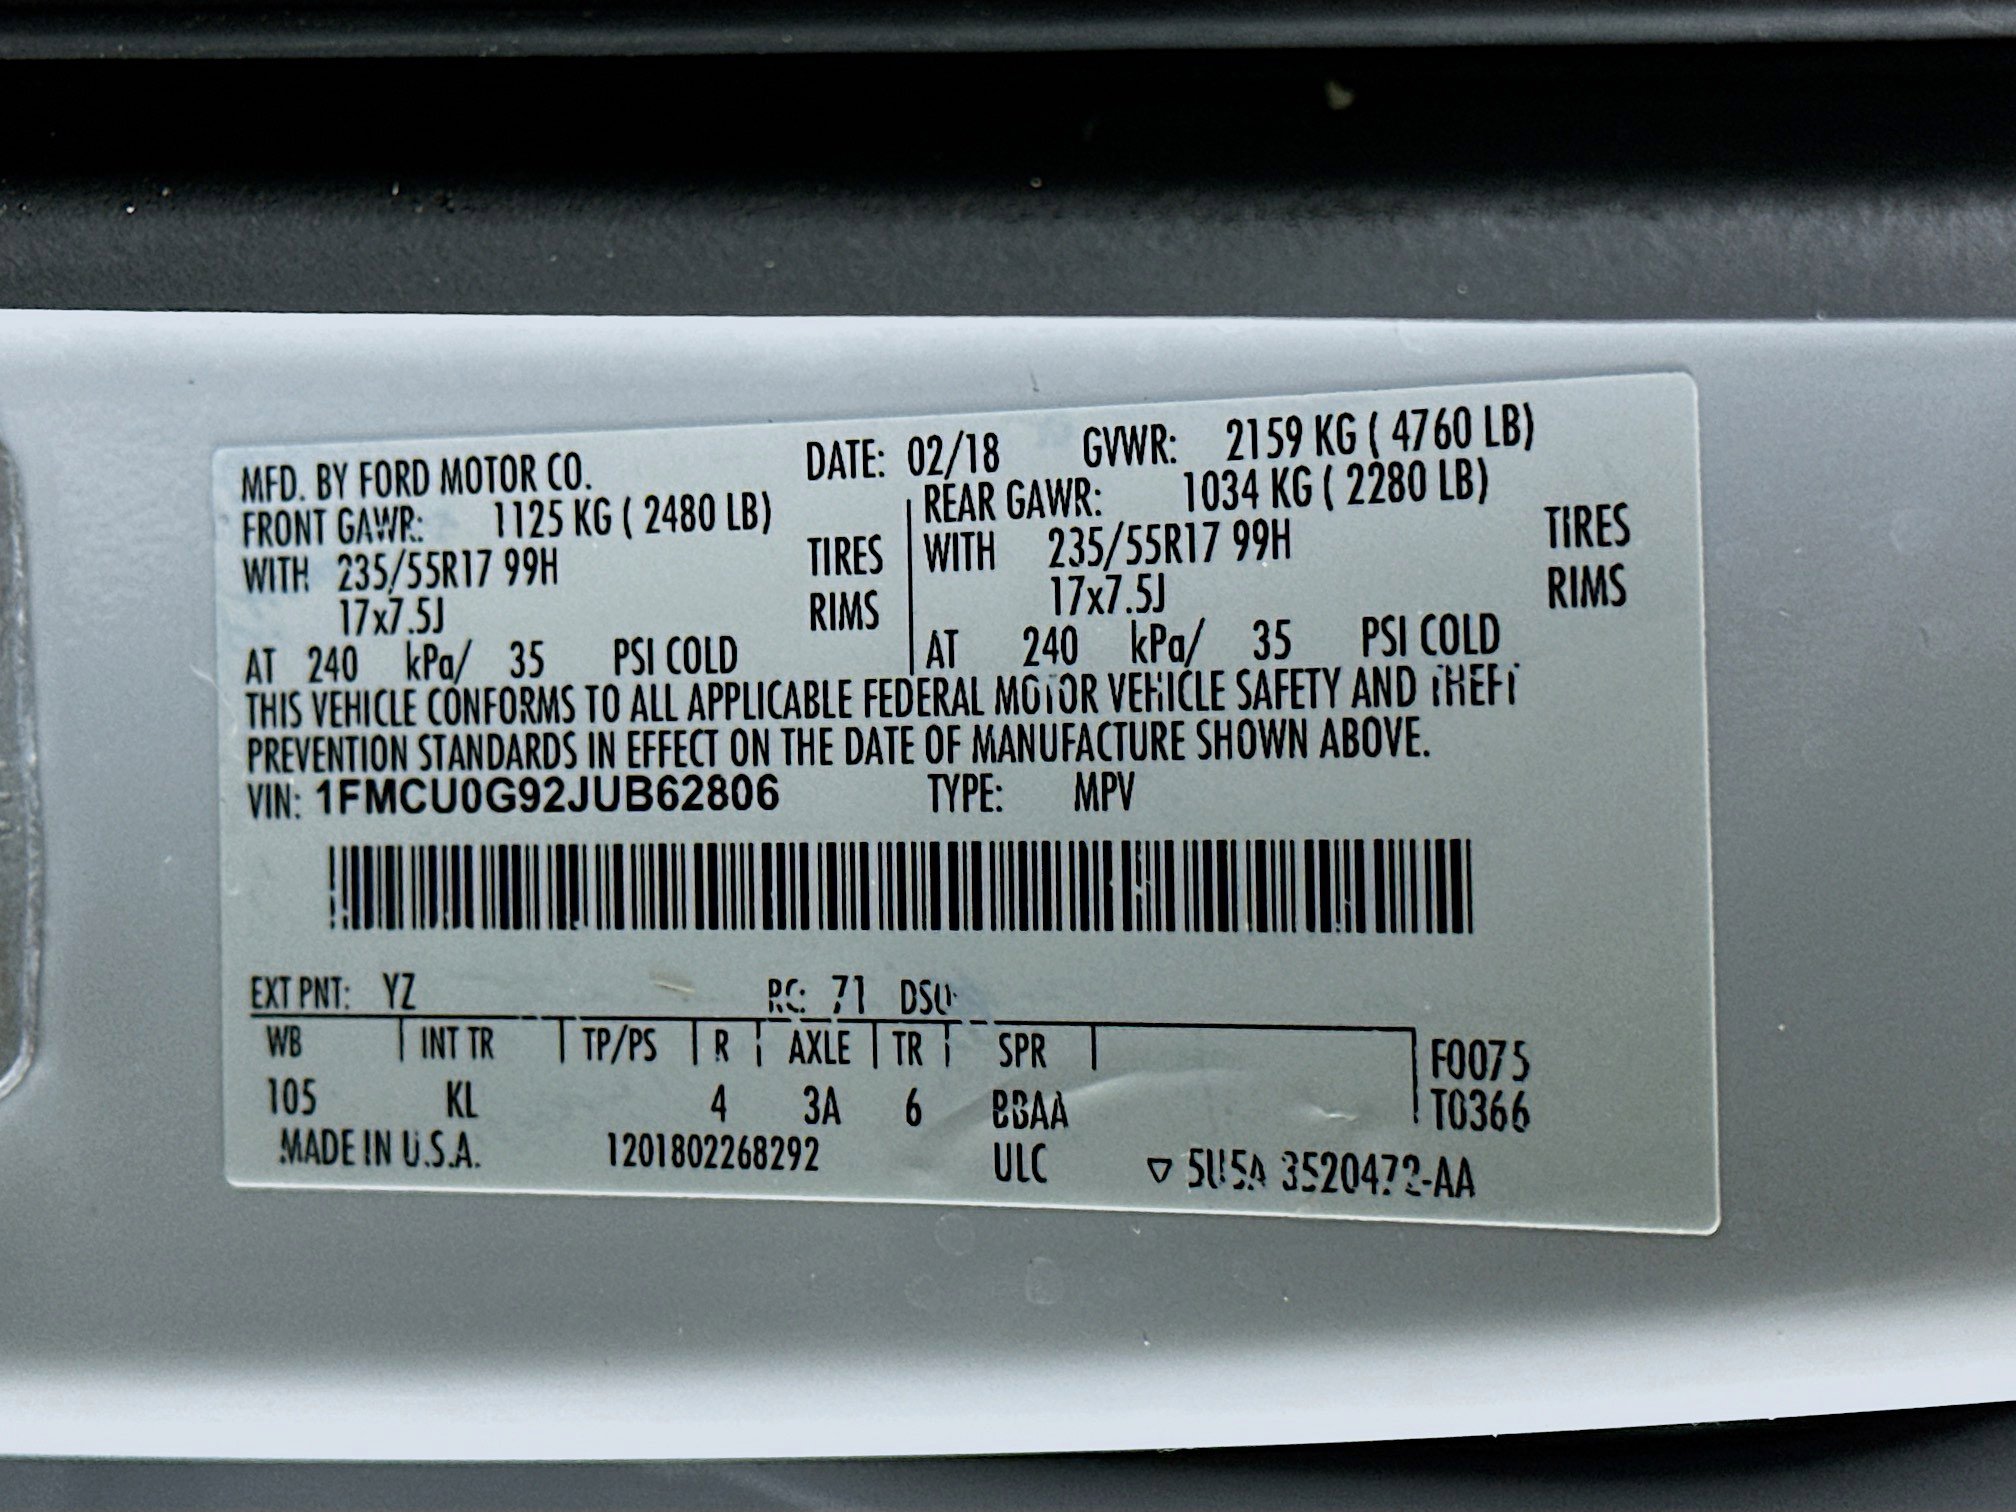 MFD. BY FORD MOTOR CO. DATE: 02/18 GVWR: 2159 KG ( 4760 LB)
FRONT GAWR: 1125 KG ( 2480 LB) REAR GAWR: 1034 KG ( 2280 LB)
WITH 235/55R17 99H TIRES WITH 235/55R17 99H TIRES
17x7.5J RIMS 17x7.5J RIMS
AT 240 kPa/ 35 PSI COLD AT 240 kPa/ 35 PSI COLD
THIS VEHICLE CONFORMS TO ALL APPLICABLE FEDERAL MOTOR VEHICLE SAFETY AND THEFT
PREVENTION STANDARDS IN EFFECT ON THE DATE OF MANUFACTURE SHOWN ABOVE.
VIN: 1FMCU0G92JUB62806 TYPE: MPV
EXT PNT: YZ RC: 71 DSO:
WB INT TR TP/PS R AXLE TR SPR F0075
105 KL 4 3A 6 BBAA T0366
MADE IN U.S.A. 1201802268292 ULC ▽ 5U5A 3520472-AA